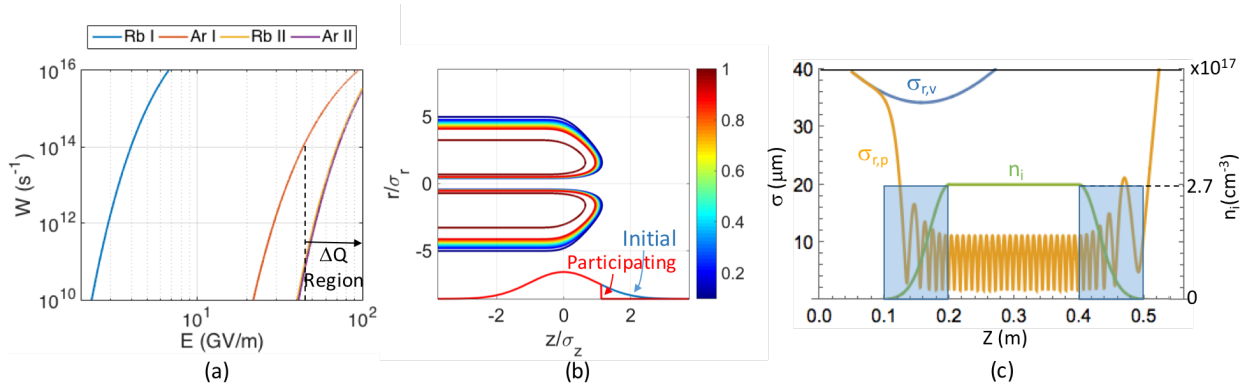 Rb I Ar I Rb II Ar II
10^16
10^14
10^12
10^10
W (s^-1)
ΔQ
Region
10^1
10^2
E (GV/m)
(a)
5
0
-5
r/σ_r
Initial
Participating
-2
0
2
z/σ_z
1
0.8
0.6
0.4
0.2
(b)
40
30
20
10
σ (μm)
σ_r,v
σ_r,p
n_i
x10^17
2.7
0
n_i(cm^-3)
0.0 0.1 0.2 0.3 0.4 0.5
Z (m)
(c)